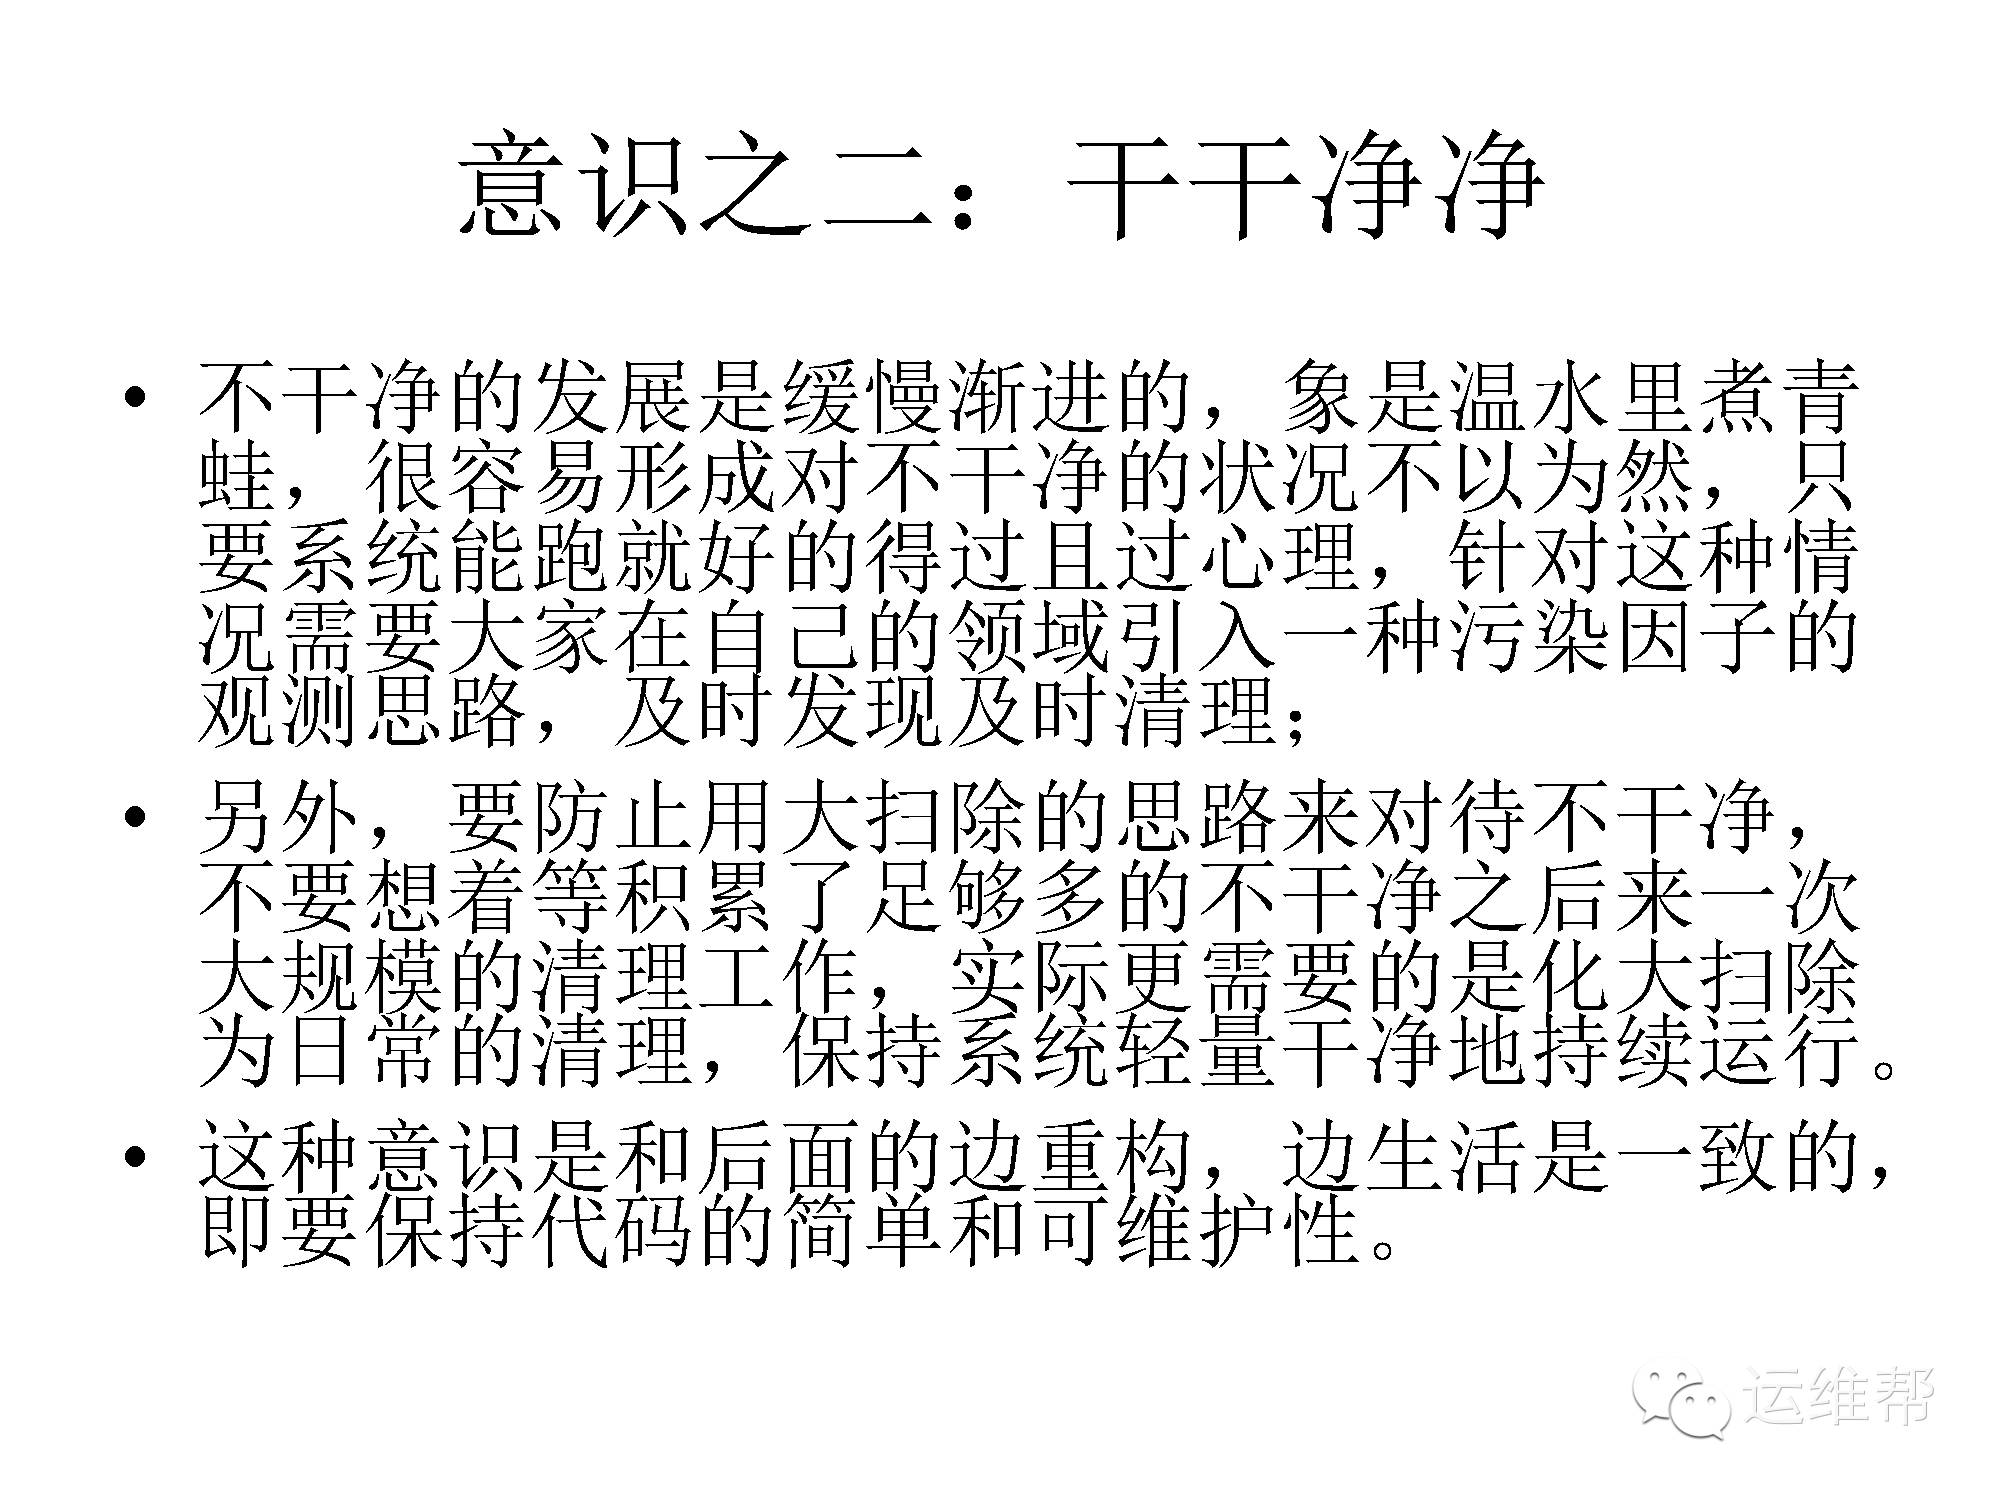 意识之二：干干净净
• 不干净的发展是缓慢渐进的，象是温水里煮青
蛙，很容易形成对不干净的状况不以为然，只
要系统能跑就好的得过且过心理，针对这种情
况需要大家在自己的领域引入一种污染因子的
观测思路，及时发现及时清理；
• 另外，要防止用大扫除的思路来对待不干净，
不要想着等积累了足够多的不干净之后来一次
大规模的清理工作，实际更需要的是化大扫除
为日常的清理，保持系统轻量干净地持续运行。
• 这种意识是和后面的边重构，边生活是一致的，
即要保持代码的简单和可维护性。
运维帮